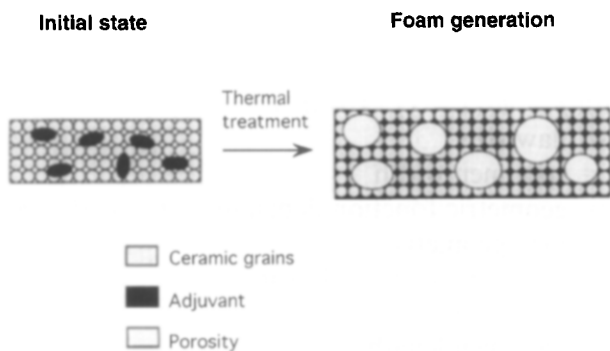 Initial state
Foam generation
Thermal
treatment
Ceramic grains
Adjuvant
Porosity